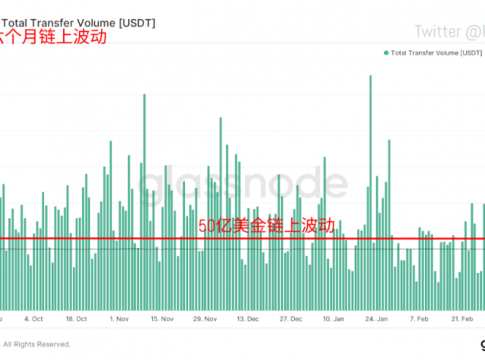 Total Transfer Volume [USDT]
个月链上波动
Twitter @
Total Transfer Volume [USDT]
glassnode
50亿美金链上波动
4. Oct
18. Oct
1. Nov
15. Nov
29. Nov
13. Dec
27. Dec
10. Jan
24. Jan
7. Feb
21. Feb
All Rights Reserved.